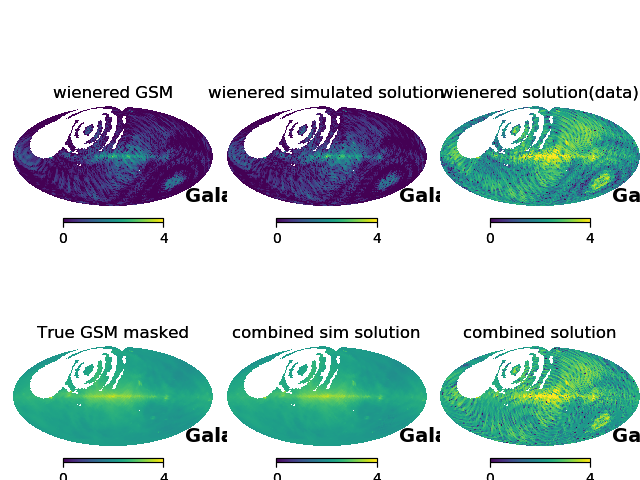 wienered GSM
wienered simulated solution
wienered solution(data)
Gala
Gala
Ga
0 4
0 4
0 4
True GSM masked
combined sim solution
combined solution
Gala
Gala
Ga
0 4
0 4
0 4